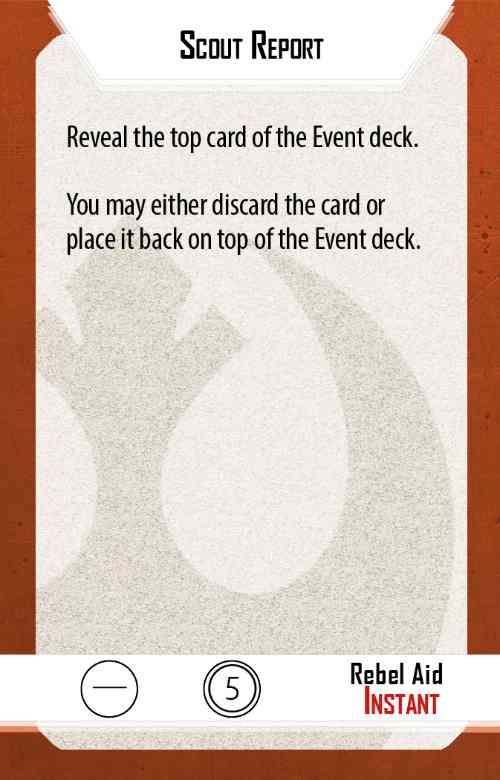 Scout Report
Reveal the top card of the Event deck.
You may either discard the card or
place it back on top of the Event deck.
— 5 Rebel Aid
Instant